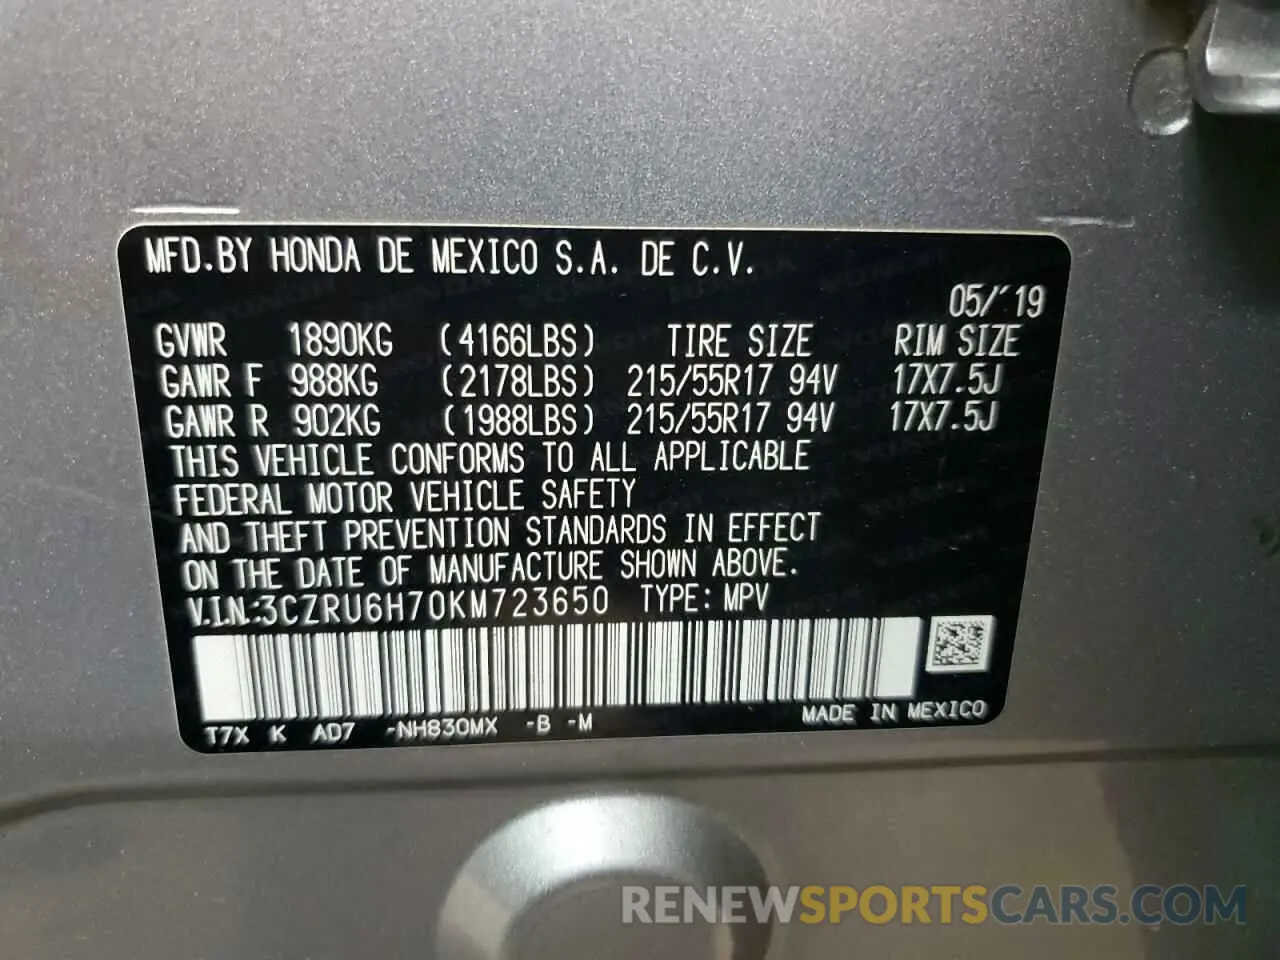 MFD.BY HONDA DE MEXICO S.A. DE C.V.
05/'19
GVWR 1890KG (4166LBS) TIRE SIZE RIM SIZE
GAWR F 988KG (2178LBS) 215/55R17 94V 17X7.5J
GAWR R 902KG (1988LBS) 215/55R17 94V 17X7.5J
THIS VEHICLE CONFORMS TO ALL APPLICABLE
FEDERAL MOTOR VEHICLE SAFETY
AND THEFT PREVENTION STANDARDS IN EFFECT
ON THE DATE OF MANUFACTURE SHOWN ABOVE.
V.I.N.:3CZRU6H70KM723650 TYPE: MPV
T7X K AD7 -NH830MX -B -M MADE IN MEXICO
RENEWSPORTSCARS.COM